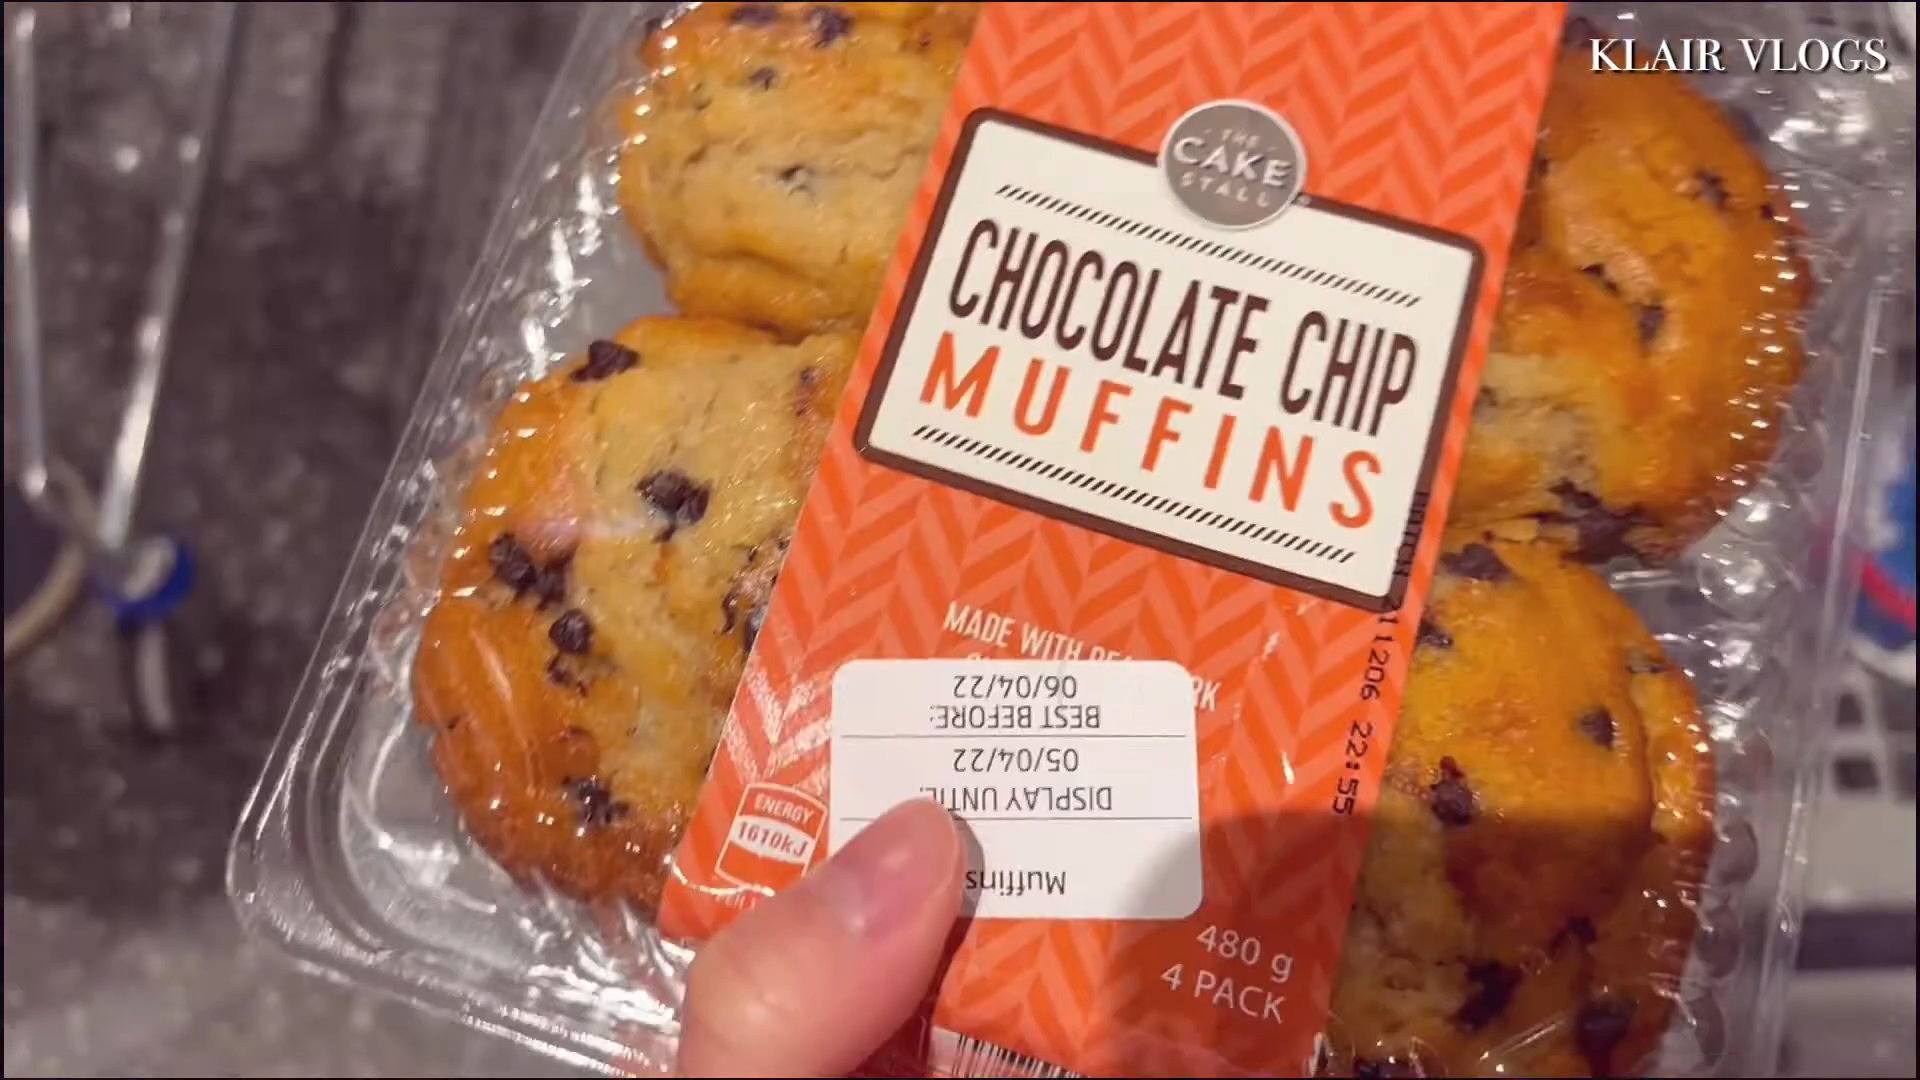 KLAIR VLOGS
THE
CAKE
STALL
CHOCOLATE CHIP
MUFFINS
MADE WITH
Muffins
DISPLAY UNTIL:
05/04/22
BEST BEFORE:
06/04/22
ENERGY
1610kJ
480 g
4 PACK
11206 22:55